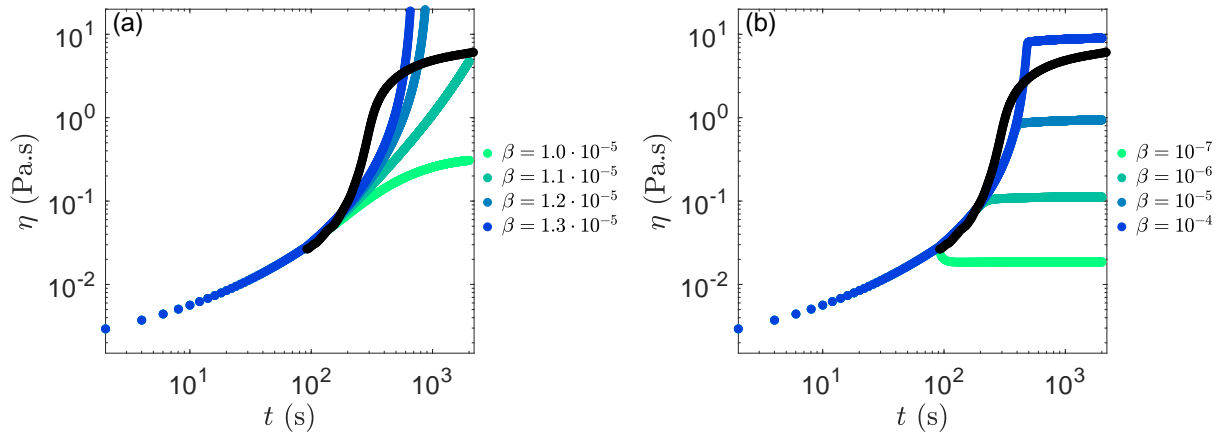 (a)
10^1
10^0
10^-1
10^-2
η (Pa.s)
10^1
10^2
10^3
t (s)
β = 1.0 · 10^-5
β = 1.1 · 10^-5
β = 1.2 · 10^-5
β = 1.3 · 10^-5
(b)
10^1
10^0
10^-1
10^-2
η (Pa.s)
10^1
10^2
10^3
t (s)
β = 10^-7
β = 10^-6
β = 10^-5
β = 10^-4